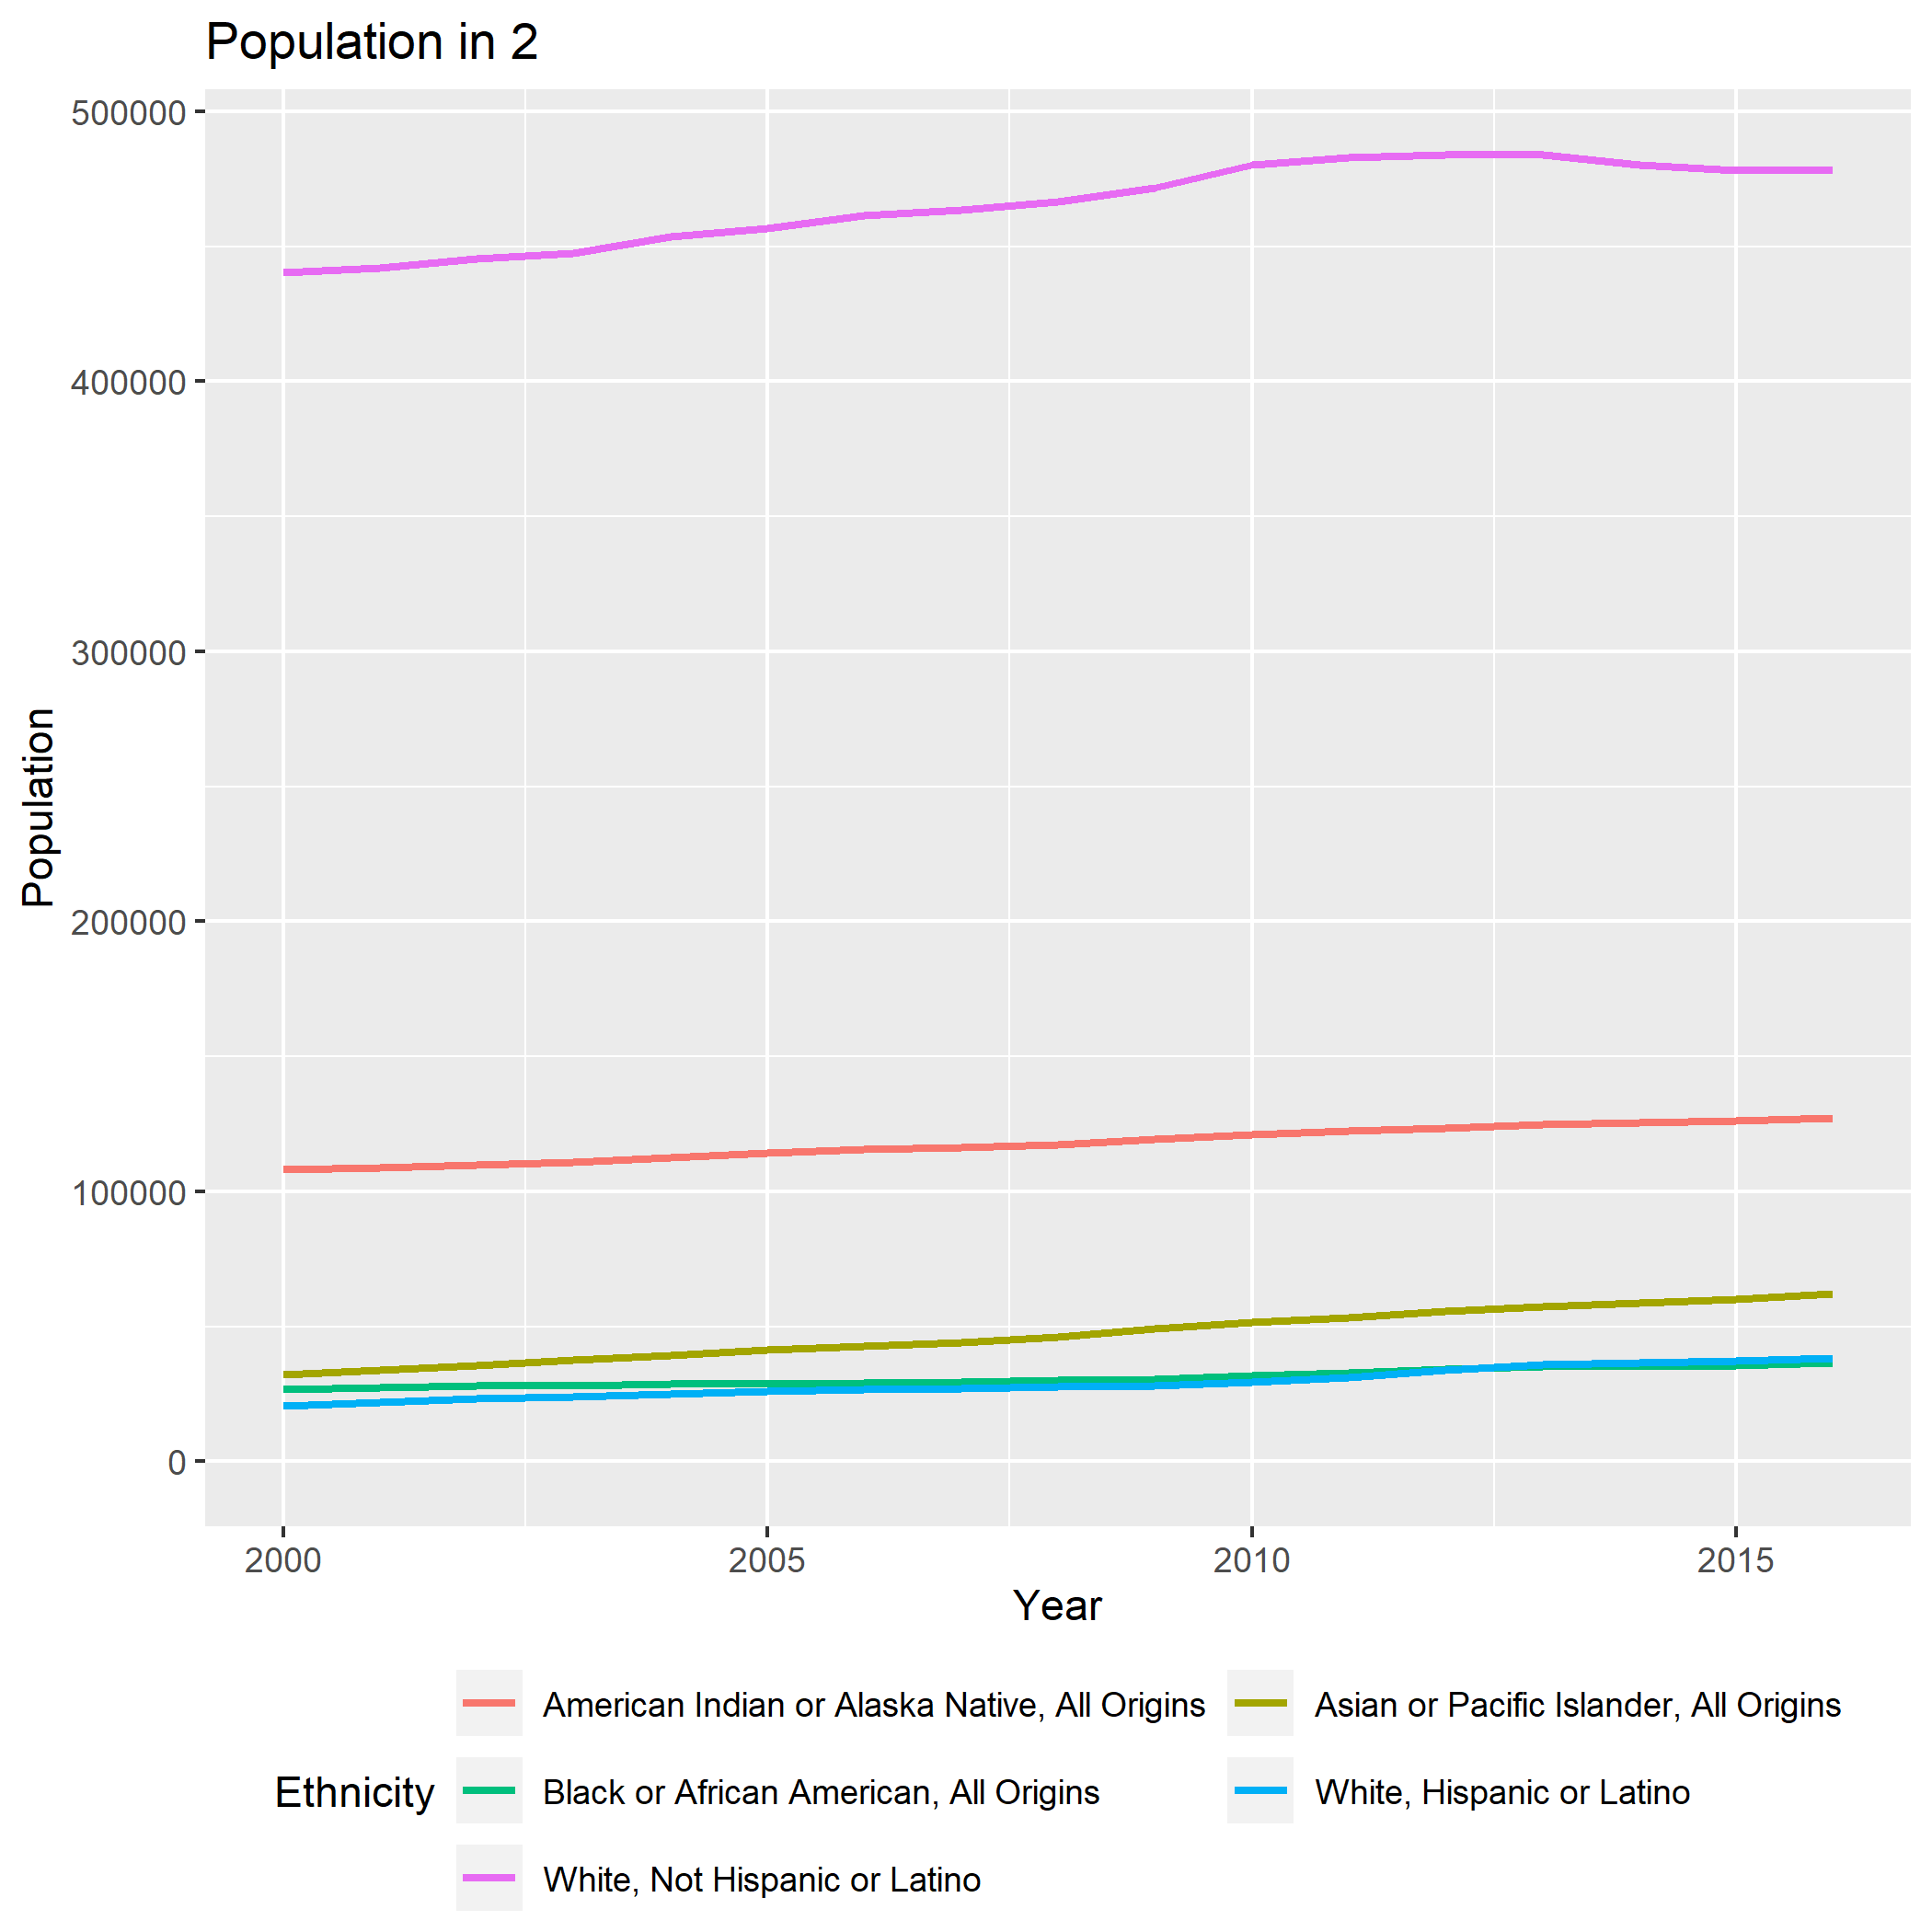 Population in 2
500000
400000
300000
200000
100000
0
Population
2000 2005 2010 2015
Year
Ethnicity
American Indian or Alaska Native, All Origins
Asian or Pacific Islander, All Origins
Black or African American, All Origins
White, Hispanic or Latino
White, Not Hispanic or Latino